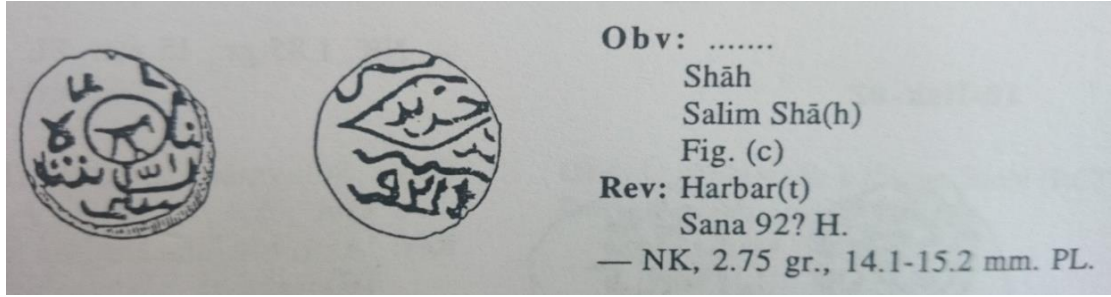 Obv: .......
Shāh
Salim Shā(h)
Fig. (c)
Rev: Harbar(t)
Sana 92? H.
— NK, 2.75 gr., 14.1-15.2 mm. PL.